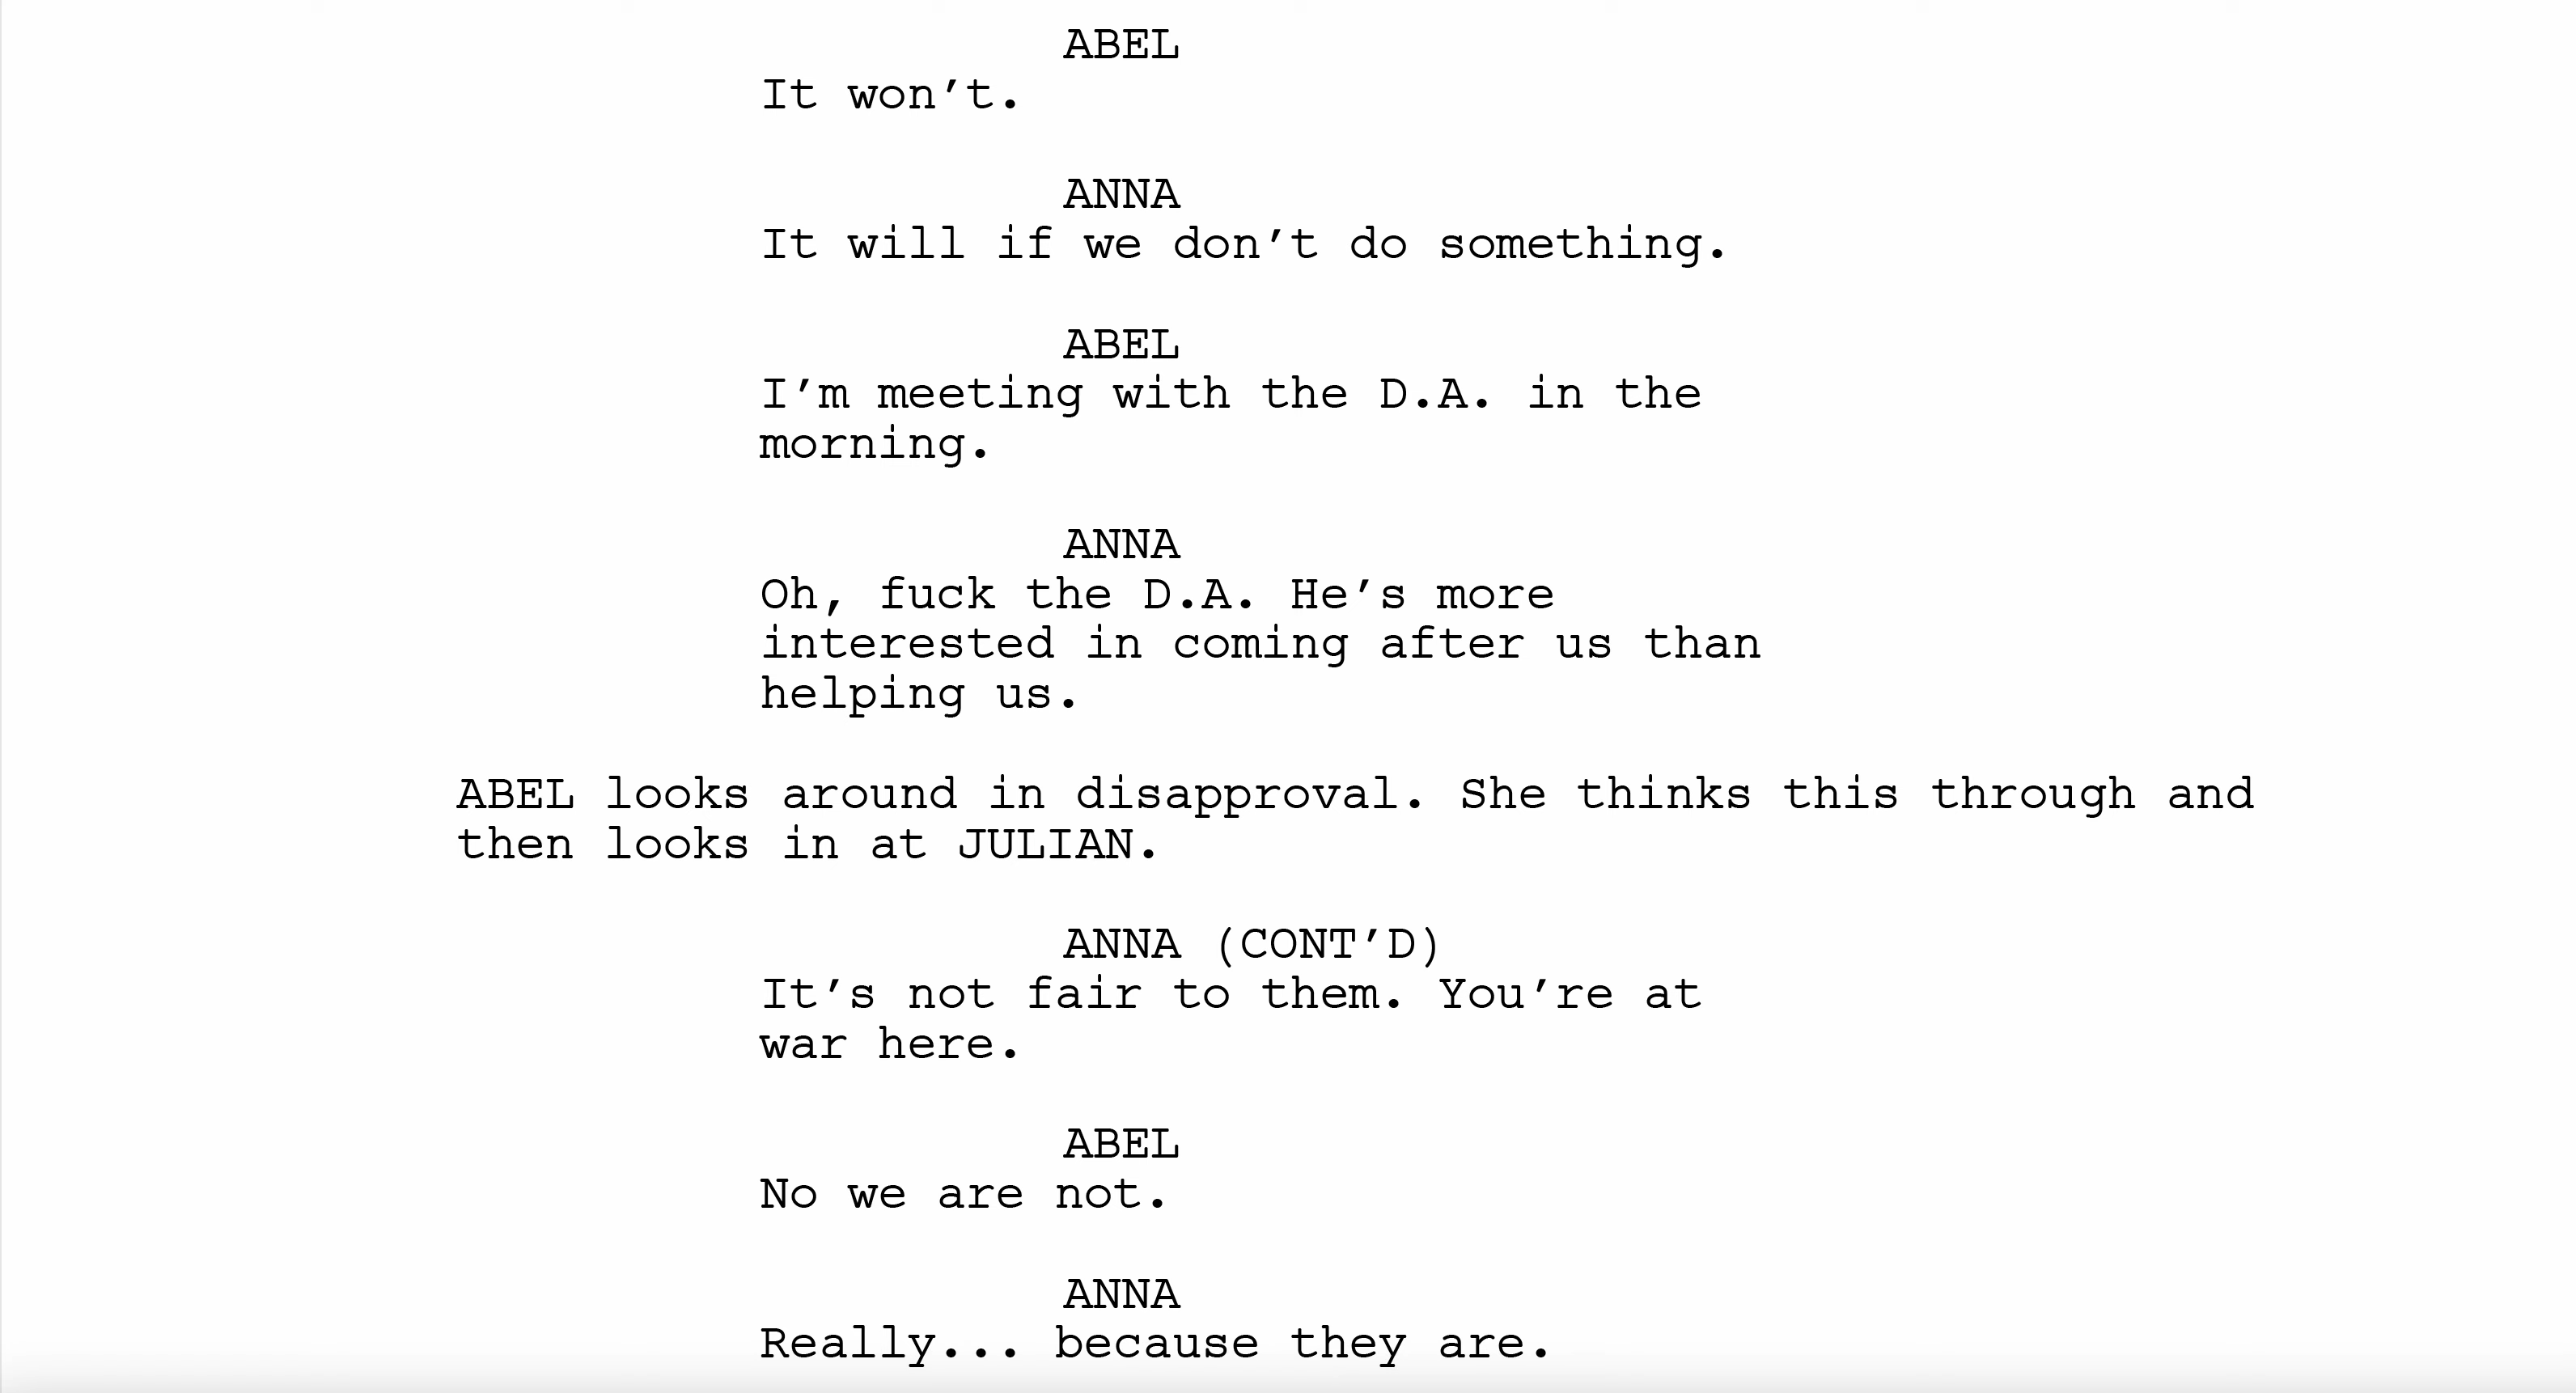 ABEL
It won’t.
ANNA
It will if we don’t do something.
ABEL
I’m meeting with the D.A. in the
morning.
ANNA
Oh, fuck the D.A. He’s more
interested in coming after us than
helping us.
ABEL looks around in disapproval. She thinks this through and
then looks in at JULIAN.
ANNA (CONT’D)
It’s not fair to them. You’re at
war here.
ABEL
No we are not.
ANNA
Really... because they are.